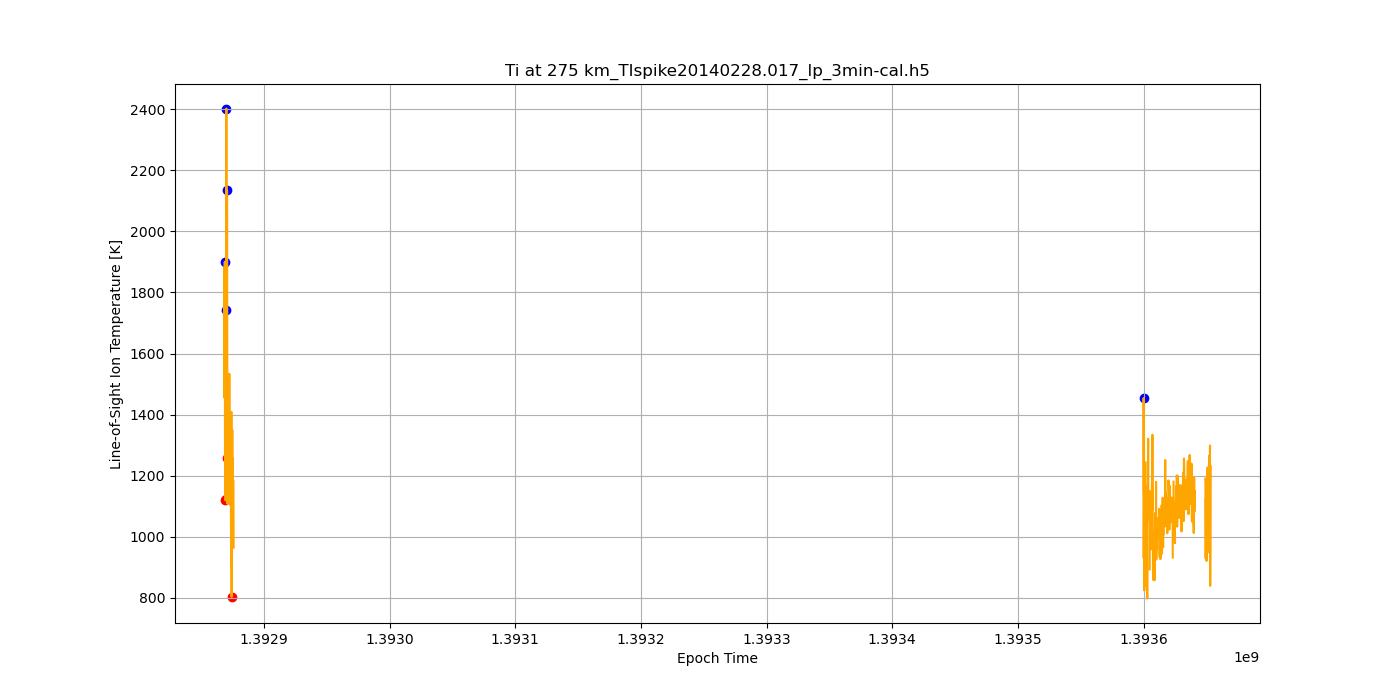 Ti at 275 km_TIspike20140228.017_lp_3min-cal.h5
Line-of-Sight Ion Temperature [K]
2400
2200
2000
1800
1600
1400
1200
1000
800
1.3929 1.3930 1.3931 1.3932 1.3933 1.3934 1.3935 1.3936
Epoch Time
1e9